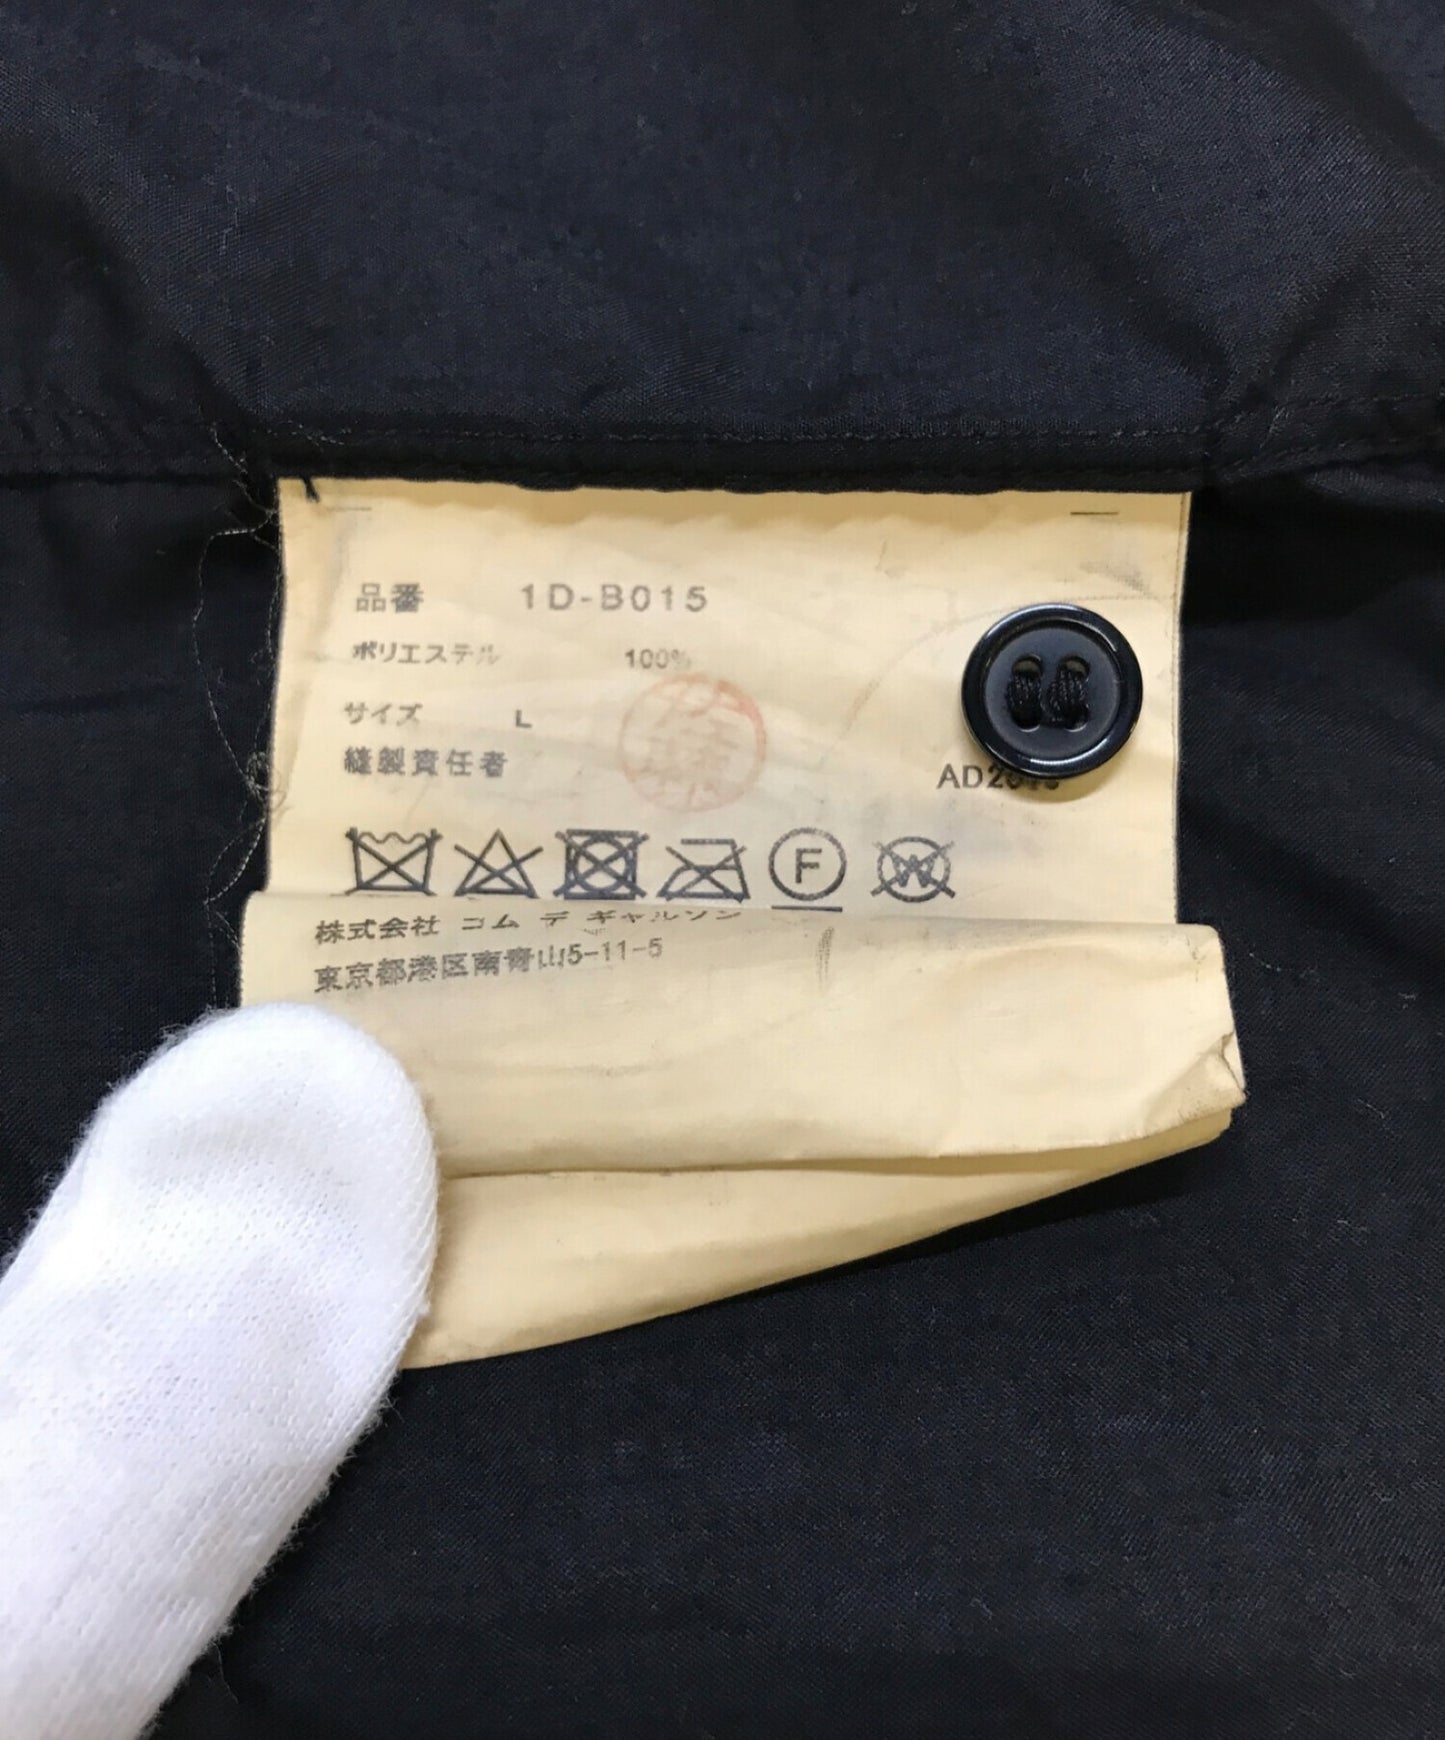 品番 1D-B015
ポリエステル 100%
サイズ L
縫製責任者
F
W
株式会社 コム デ ギャルソン
東京都港区南青山5-11-5